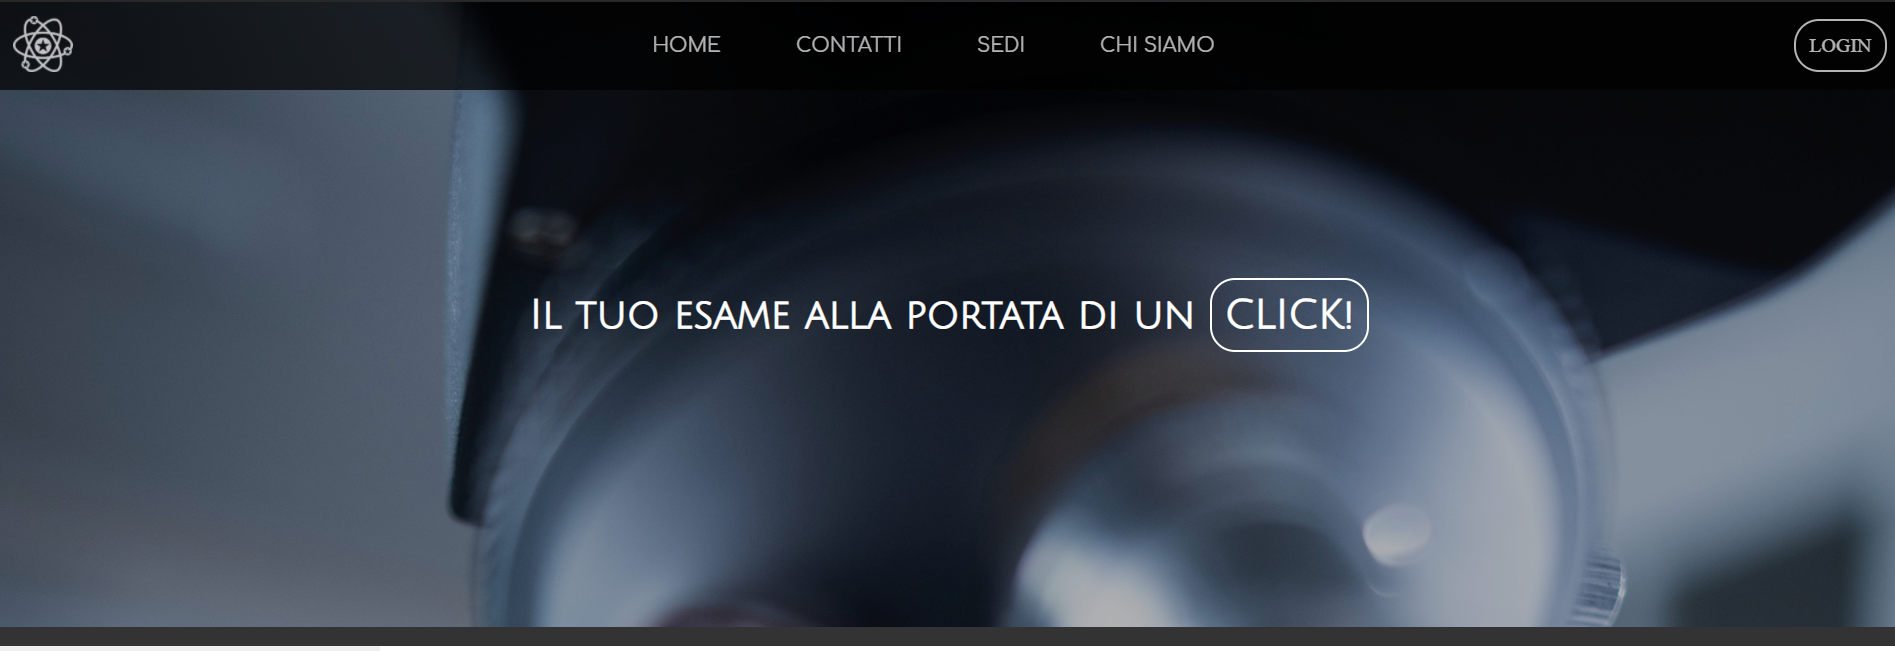 HOME CONTATTI SEDI CHI SIAMO LOGIN
Il tuo esame alla portata di un CLICK!